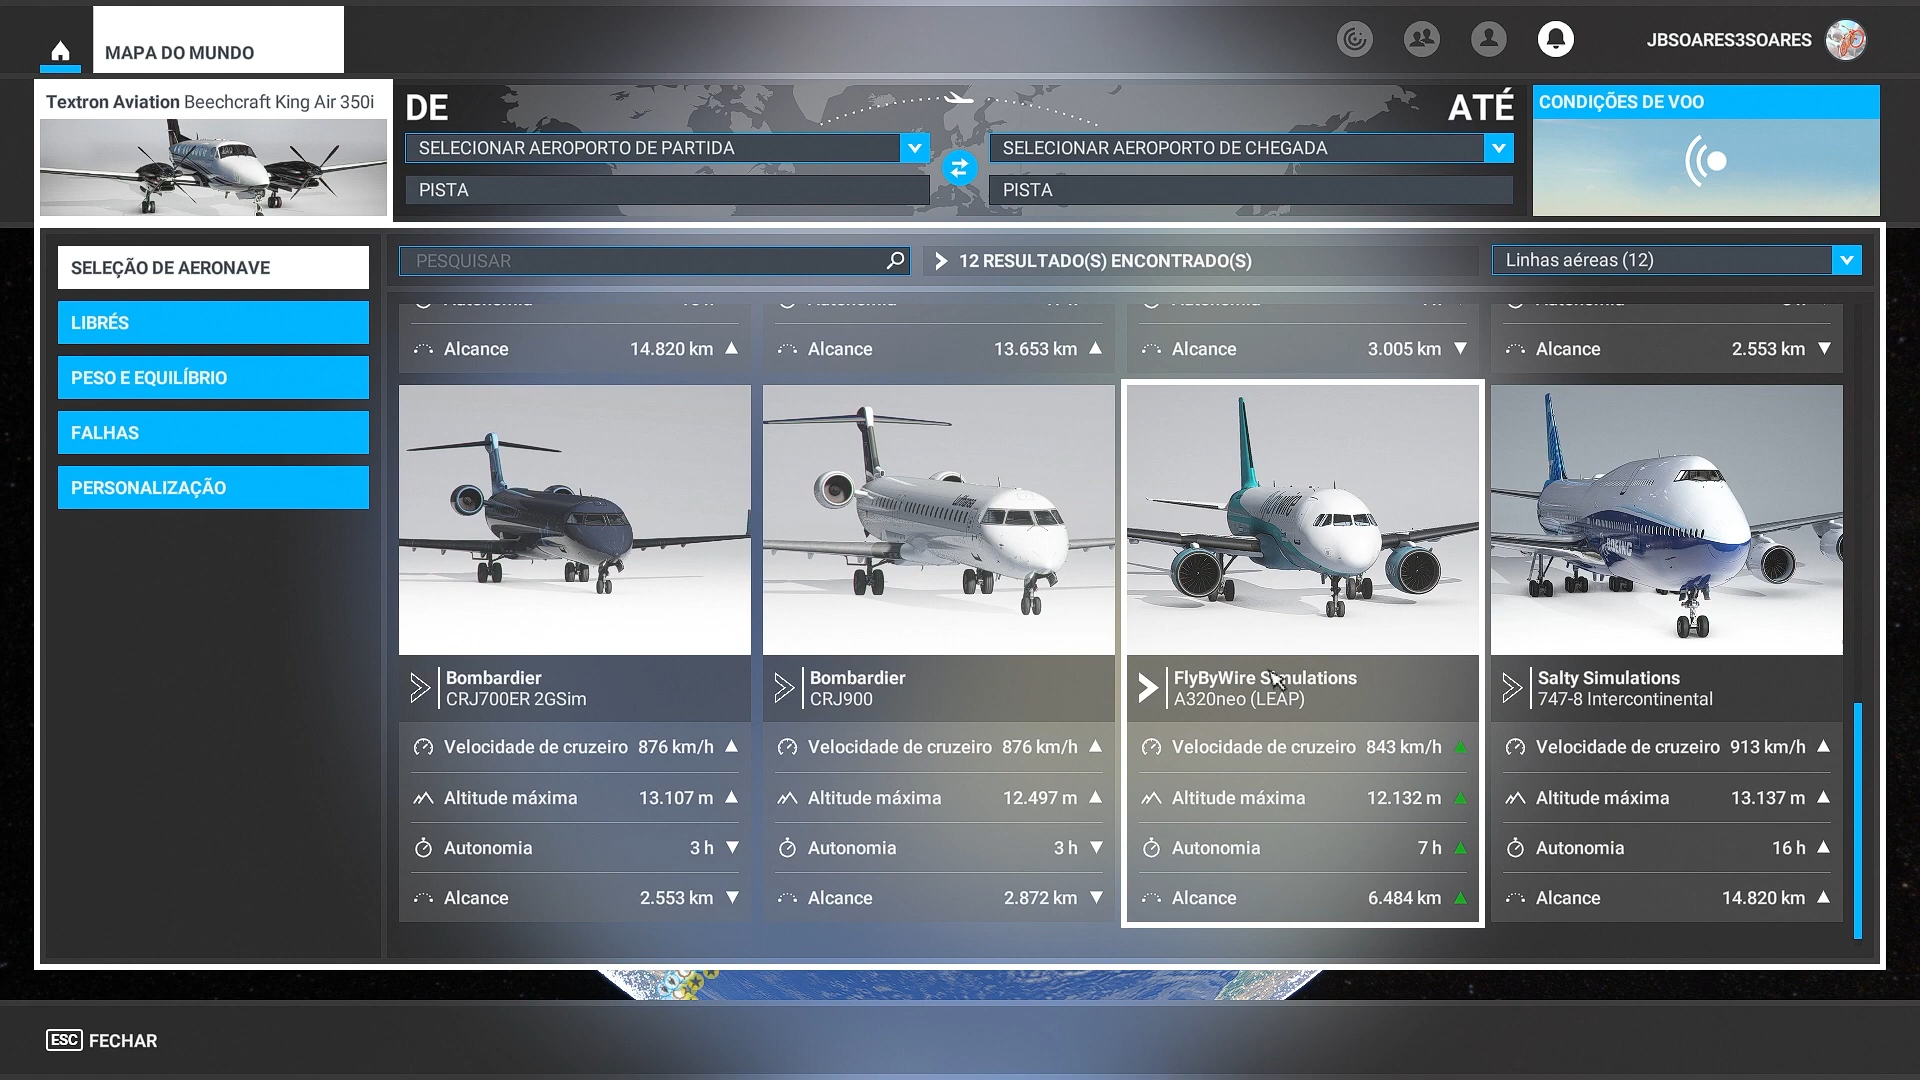 MAPA DO MUNDO
JBSOARES3SOARES
Textron Aviation Beechcraft King Air 350i
DE
ATÉ
SELECIONAR AEROPORTO DE PARTIDA
SELECIONAR AEROPORTO DE CHEGADA
PISTA
PISTA
CONDIÇÕES DE VOO
SELEÇÃO DE AERONAVE
LIBRÉS
PESO E EQUILÍBRIO
FALHAS
PERSONALIZAÇÃO
PESQUISAR
12 RESULTADO(S) ENCONTRADO(S)
Linhas aéreas (12)
Alcance 14.820 km
Alcance 13.653 km
Alcance 3.005 km
Alcance 2.553 km
Bombardier
CRJ700ER 2GSim
Velocidade de cruzeiro 876 km/h
Altitude máxima 13.107 m
Autonomia 3 h
Alcance 2.553 km
Lufthansa
Bombardier
CRJ900
Velocidade de cruzeiro 876 km/h
Altitude máxima 12.497 m
Autonomia 3 h
Alcance 2.872 km
FlyByWire Simulations
A320neo (LEAP)
Velocidade de cruzeiro 843 km/h
Altitude máxima 12.132 m
Autonomia 7 h
Alcance 6.484 km
BOEING
Salty Simulations
747-8 Intercontinental
Velocidade de cruzeiro 913 km/h
Altitude máxima 13.137 m
Autonomia 16 h
Alcance 14.820 km
ESC FECHAR